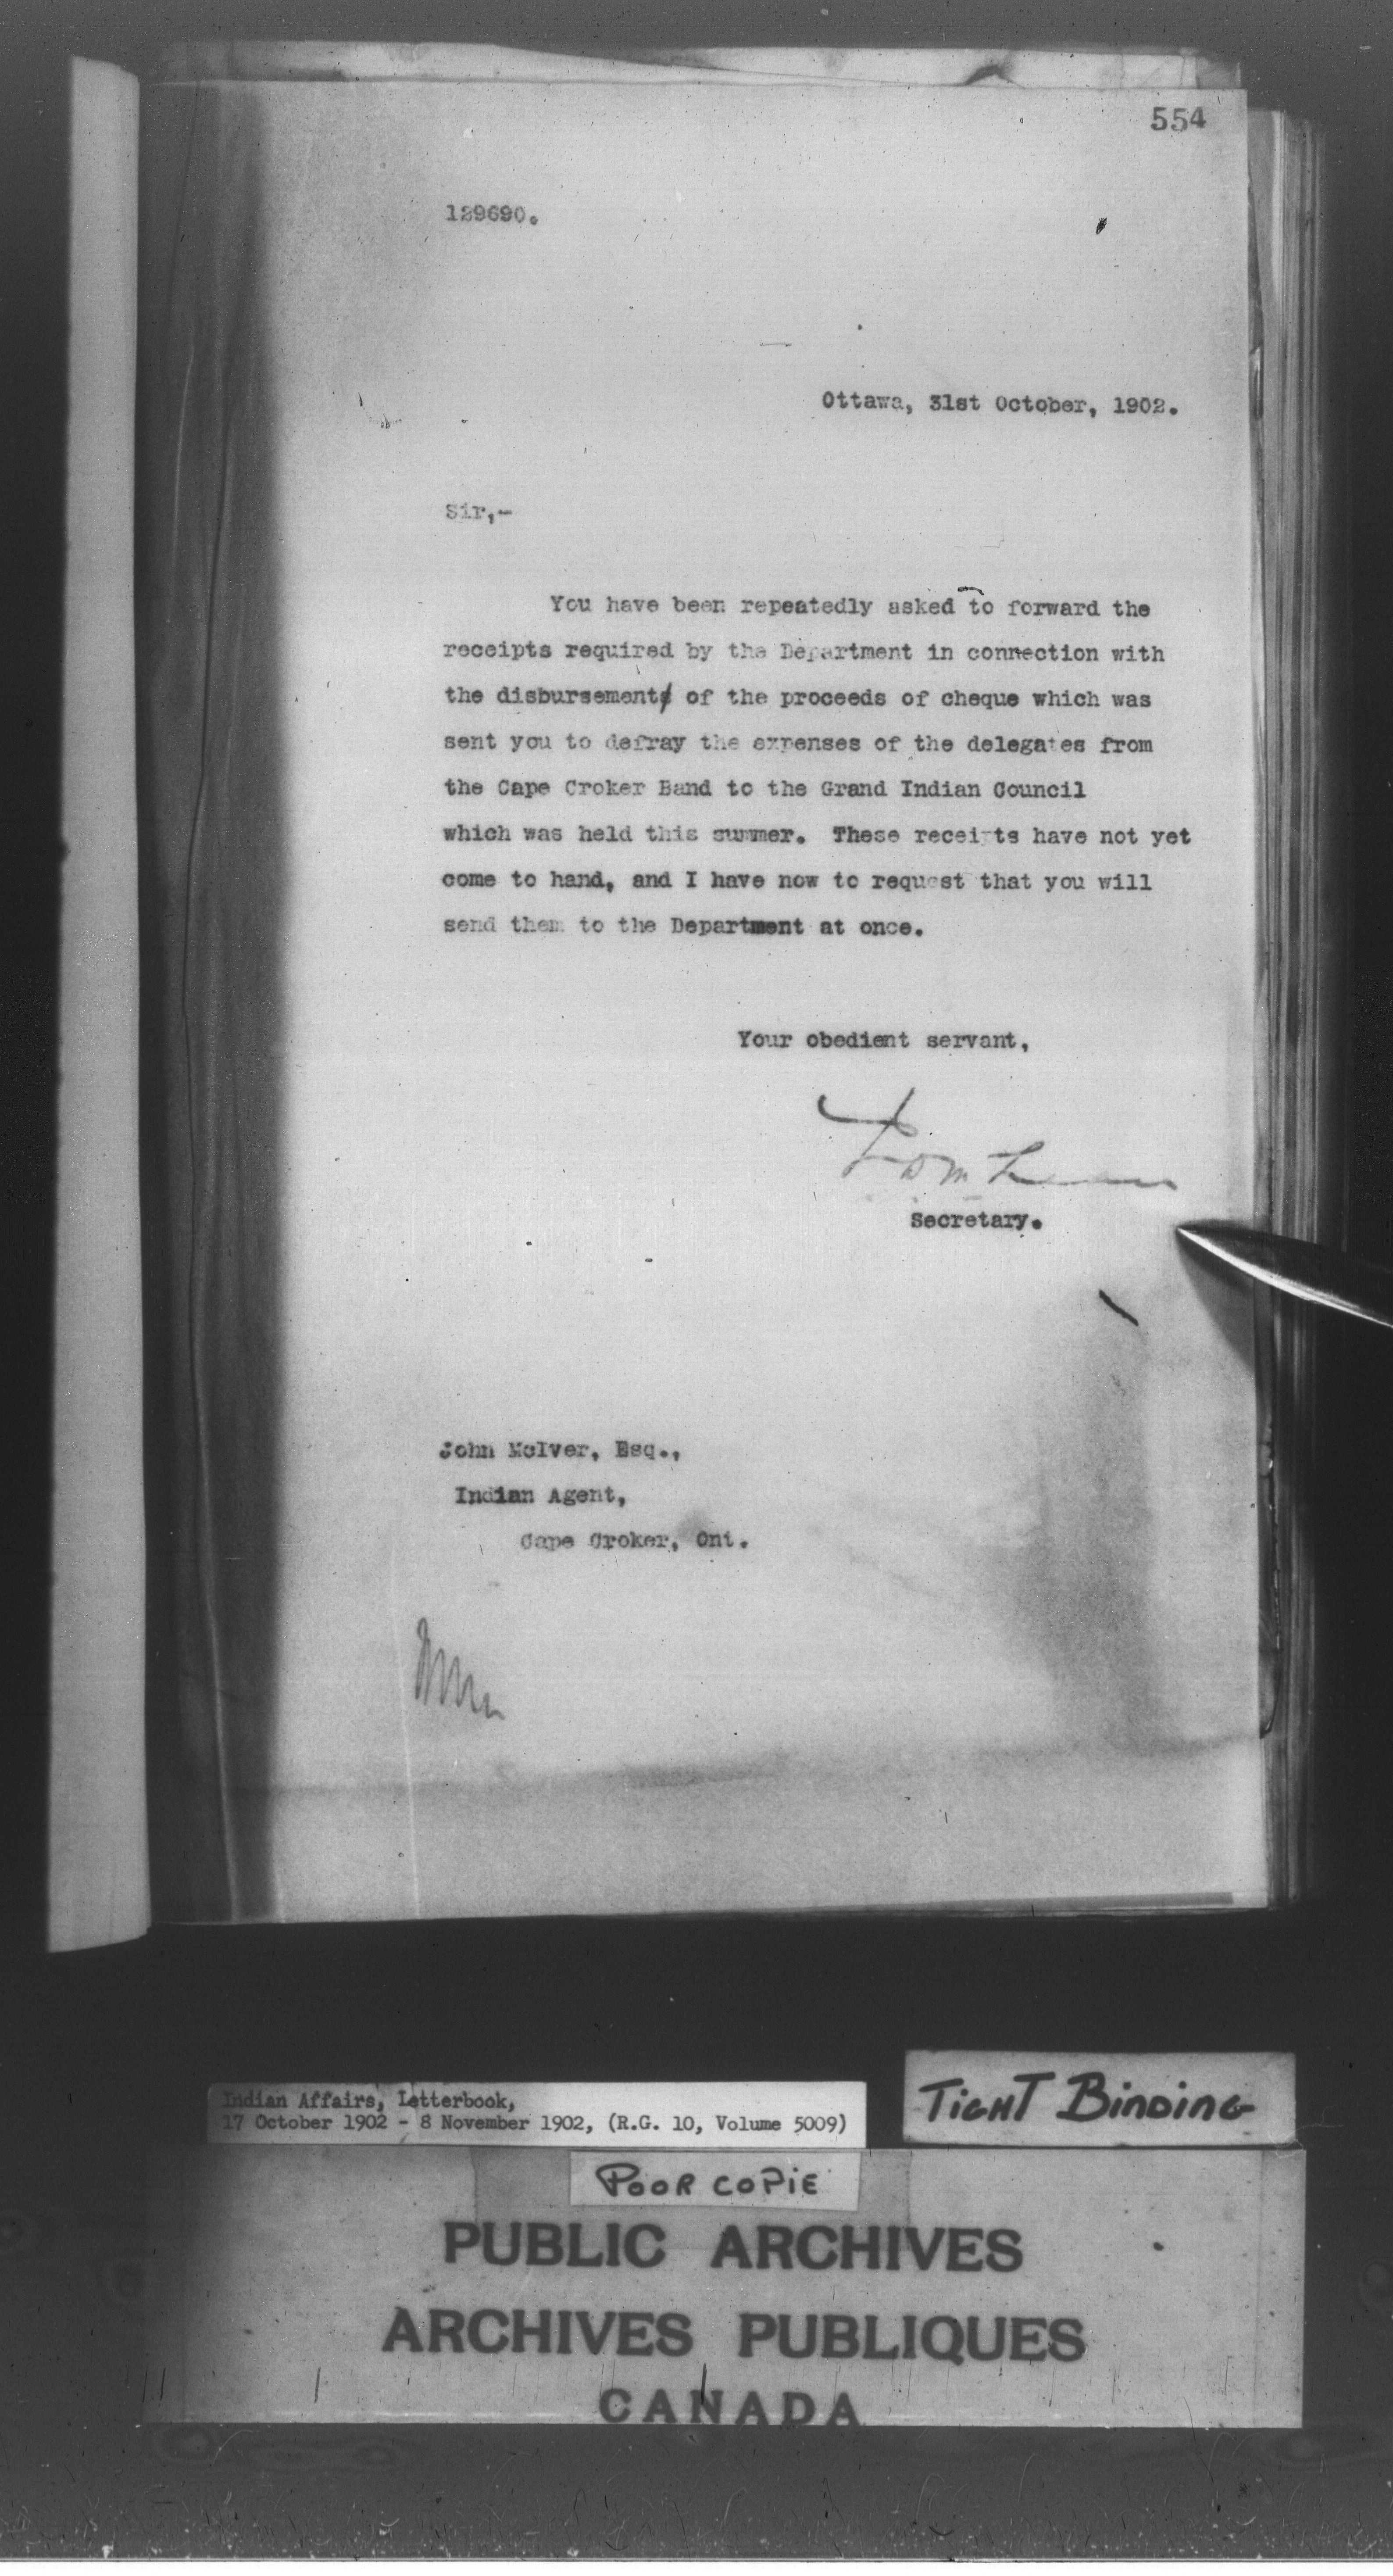 554
129690.
Ottawa, 31st October, 1902.
Sir,-
You have been repeatedly asked to forward the
receipts required by the Department in connection with
the disbursement of the proceeds of cheque which was
sent you to defray the expenses of the delegates from
the Cape Croker Band to the Grand Indian Council
which was held this summer. These receipts have not yet
come to hand, and I have now to request that you will
send them to the Department at once.
Your obedient servant,
Secretary.
John McIver, Esq.,
Indian Agent,
Cape Croker, Ont.
Indian Affairs, Letterbook,
17 October 1902 - 8 November 1902, (R.G. 10, Volume 5009)
TIGHT BINDING
POOR COPIE
PUBLIC ARCHIVES
ARCHIVES PUBLIQUES
CANADA